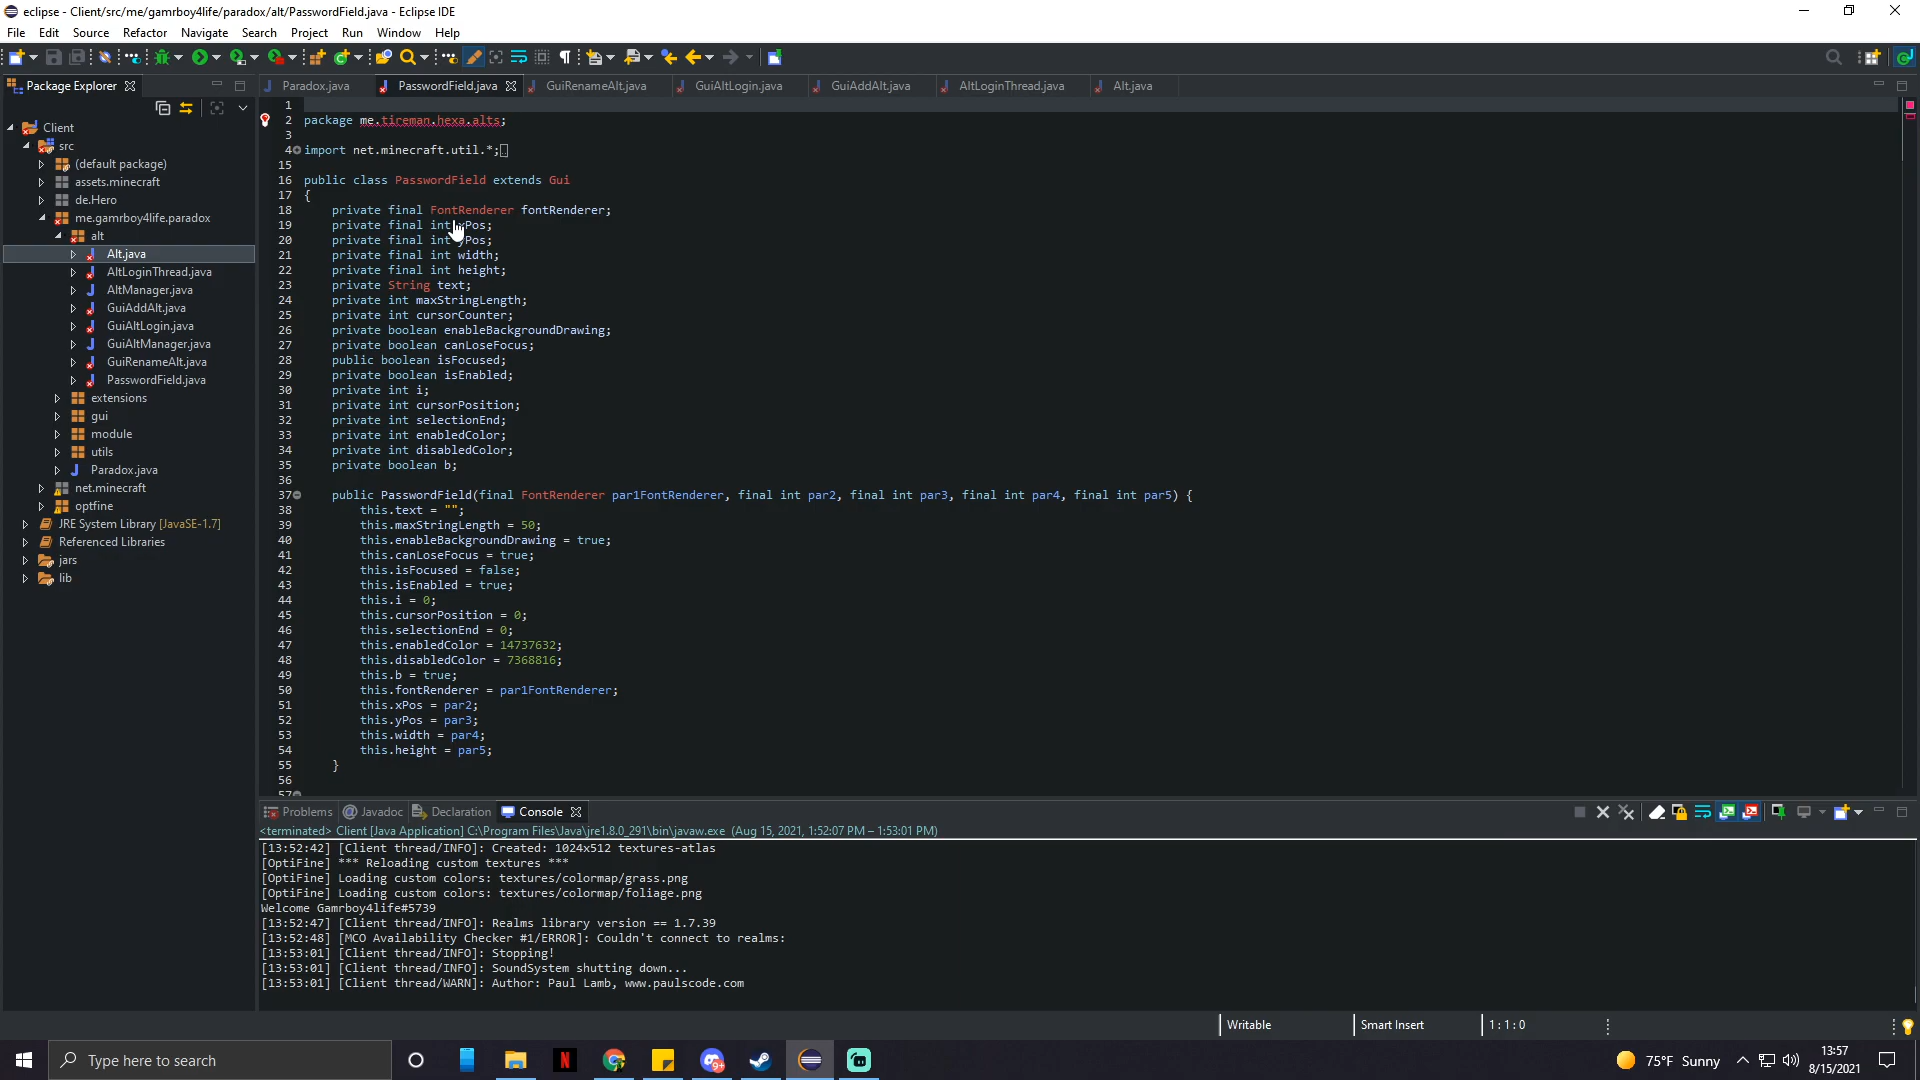 eclipse - Client/src/me/gamrboy4life/paradox/alt/PasswordField.java - Eclipse IDE
File Edit Source Refactor Navigate Search Project Run Window Help
Package Explorer
Paradox.java PasswordField.java GuiRenameAlt.java GuiAltLogin.java GuiAddAlt.java AltLoginThread.java Alt.java
Client
src
(default package)
assets.minecraft
de.Hero
me.gamrboy4life.paradox
alt
Alt.java
AltLoginThread.java
AltManager.java
GuiAddAlt.java
GuiAltLogin.java
GuiAltManager.java
GuiRenameAlt.java
PasswordField.java
extensions
gui
module
utils
Paradox.java
net.minecraft
optfine
JRE System Library [JavaSE-1.7]
Referenced Libraries
jars
lib
1
2 package me.tireman.hexa.alts;
3
4 import net.minecraft.util.*;
15
16 public class PasswordField extends Gui
17 {
18 private final FontRenderer fontRenderer;
19 private final int xPos;
20 private final int yPos;
21 private final int width;
22 private final int height;
23 private String text;
24 private int maxStringLength;
25 private int cursorCounter;
26 private boolean enableBackgroundDrawing;
27 private boolean canLoseFocus;
28 public boolean isFocused;
29 private boolean isEnabled;
30 private int i;
31 private int cursorPosition;
32 private int selectionEnd;
33 private int enabledColor;
34 private int disabledColor;
35 private boolean b;
36
37 public PasswordField(final FontRenderer par1FontRenderer, final int par2, final int par3, final int par4, final int par5) {
38 this.text = "";
39 this.maxStringLength = 50;
40 this.enableBackgroundDrawing = true;
41 this.canLoseFocus = true;
42 this.isFocused = false;
43 this.isEnabled = true;
44 this.i = 0;
45 this.cursorPosition = 0;
46 this.selectionEnd = 0;
47 this.enabledColor = 14737632;
48 this.disabledColor = 7368816;
49 this.b = true;
50 this.fontRenderer = par1FontRenderer;
51 this.xPos = par2;
52 this.yPos = par3;
53 this.width = par4;
54 this.height = par5;
55 }
56
57
Problems Javadoc Declaration Console
<terminated> Client [Java Application] C:\Program Files\Java\jre1.8.0_291\bin\javaw.exe (Aug 15, 2021, 1:52:07 PM – 1:53:01 PM)
[13:52:42] [Client thread/INFO]: Created: 1024x512 textures-atlas
[OptiFine] *** Reloading custom textures ***
[OptiFine] Loading custom colors: textures/colormap/grass.png
[OptiFine] Loading custom colors: textures/colormap/foliage.png
Welcome Gamrboy4life#5739
[13:52:47] [Client thread/INFO]: Realms library version == 1.7.39
[13:52:48] [MCO Availability Checker #1/ERROR]: Couldn't connect to realms:
[13:53:01] [Client thread/INFO]: Stopping!
[13:53:01] [Client thread/INFO]: SoundSystem shutting down...
[13:53:01] [Client thread/WARN]: Author: Paul Lamb, www.paulscode.com
Writable Smart Insert 1 : 1 : 0
Type here to search
75°F Sunny
13:57
8/15/2021